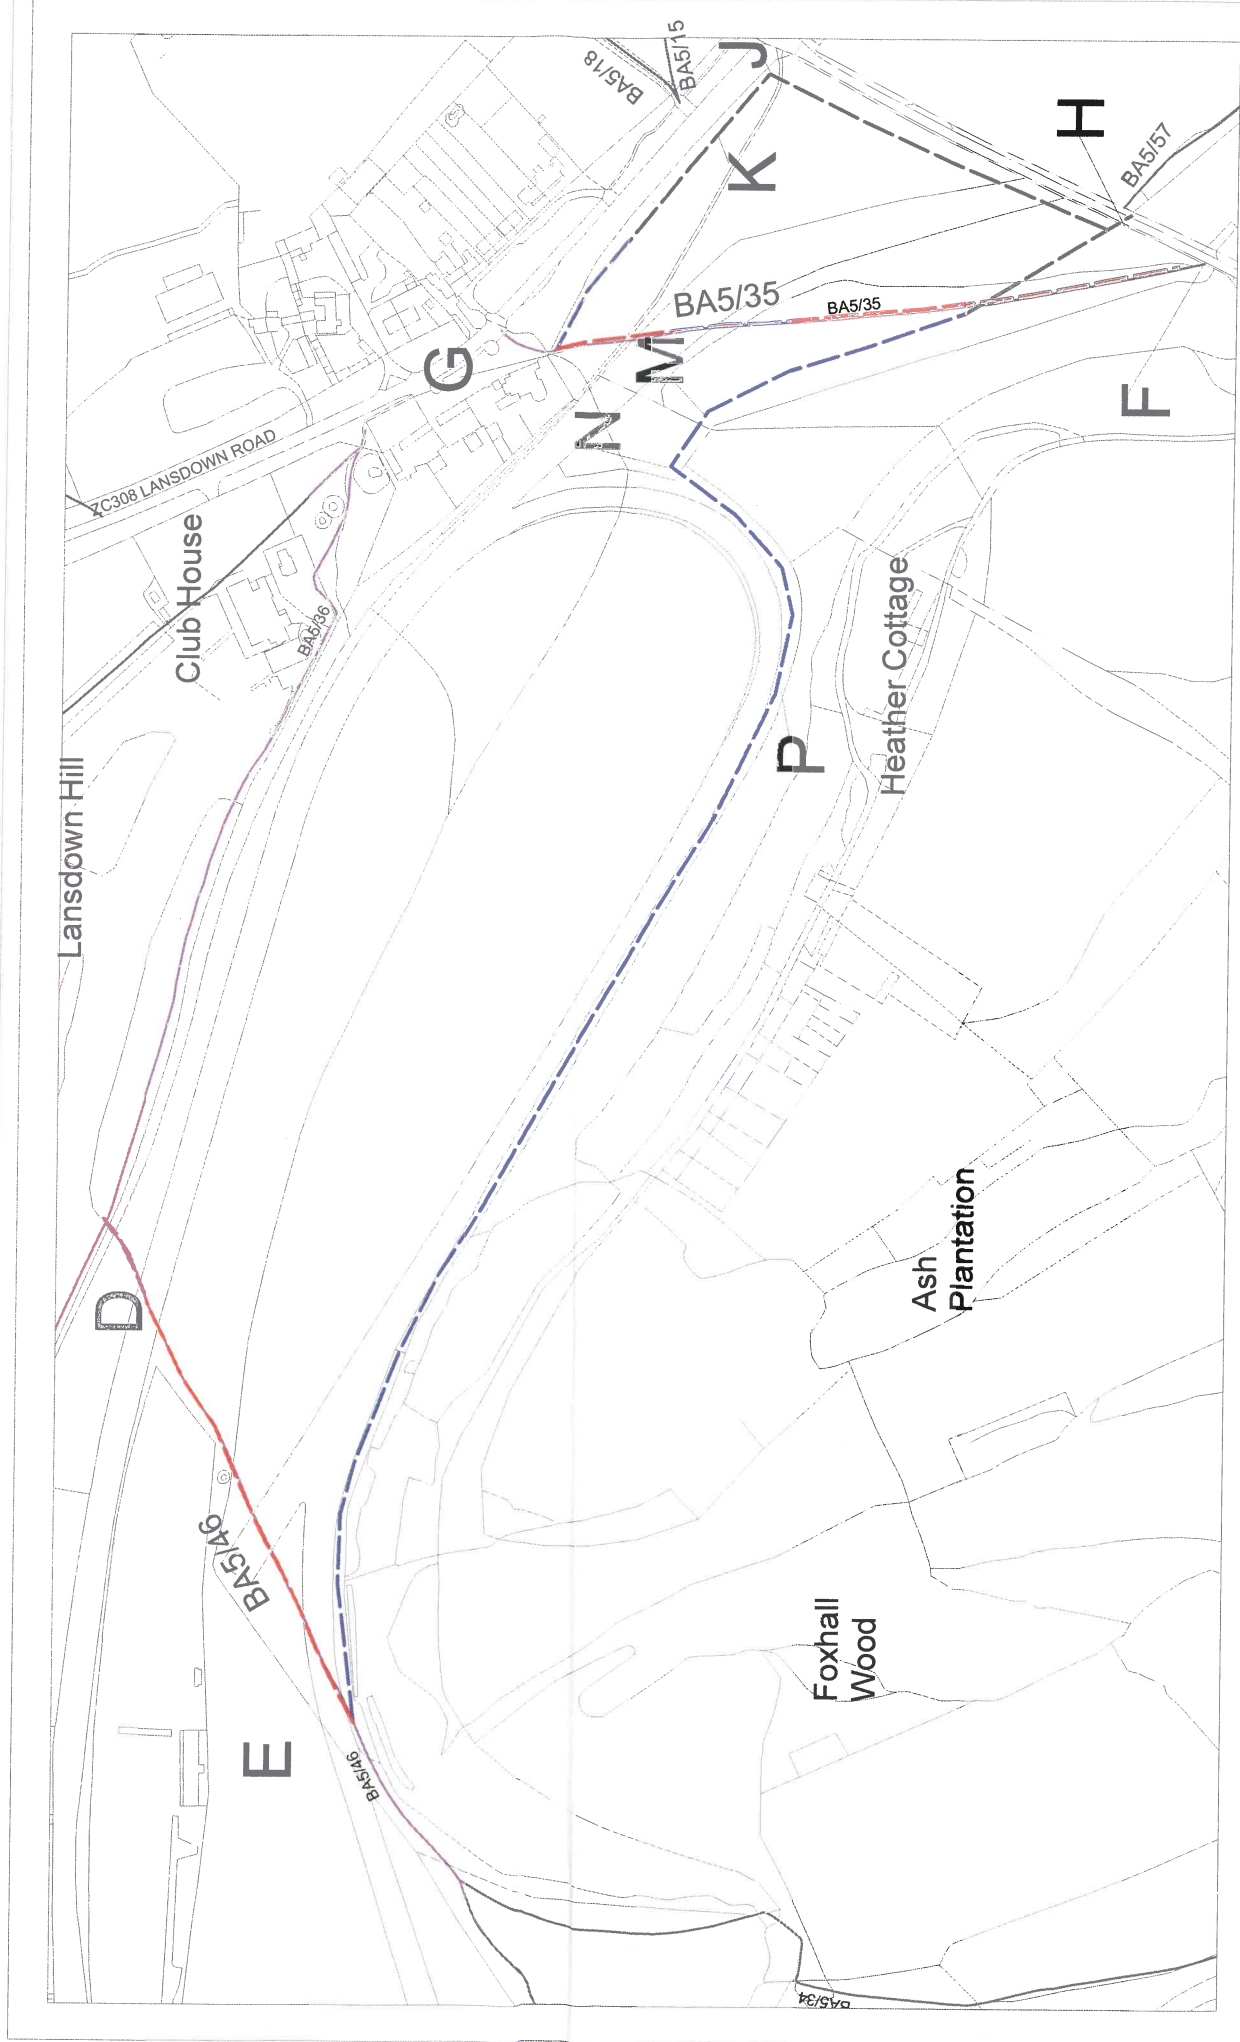 Lansdown Hill
Club House
ZC308 LANSDOWN ROAD
BA5/36
BA5/18
BA5/15
J
K
H
BA5/57
G
BA5/35
BA5/35
M
N
F
P
Heather Cottage
D
BA5/46
E
BA5/46
Ash
Plantation
Foxhall
Wood
BA5/34